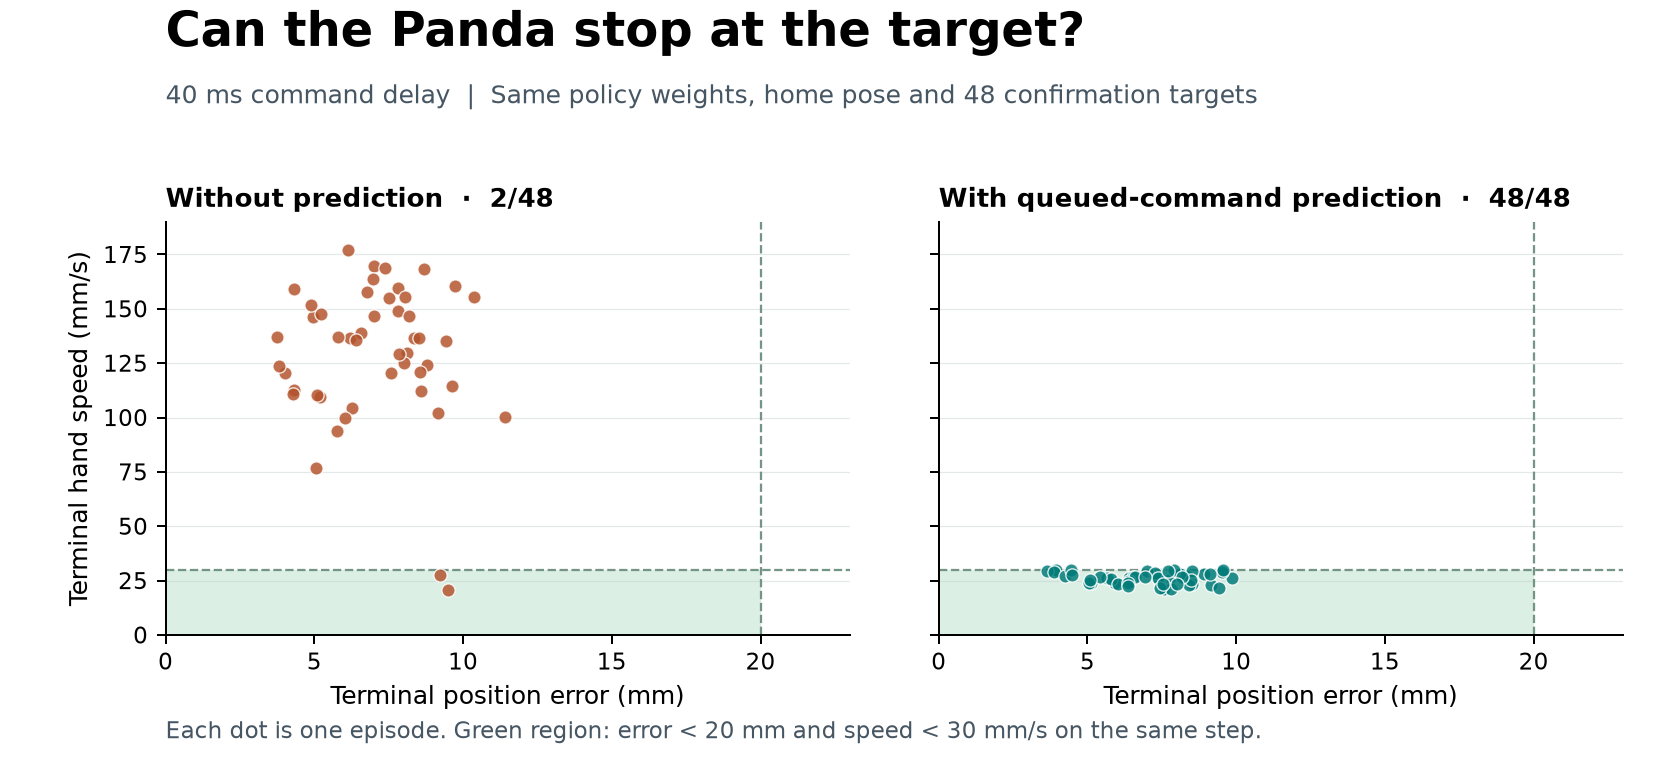 Can the Panda stop at the target?
40 ms command delay | Same policy weights, home pose and 48 confirmation targets
Without prediction · 2/48
With queued-command prediction · 48/48
Terminal hand speed (mm/s)
175
150
125
100
75
50
25
0
0 5 10 15 20
Terminal position error (mm)
0 5 10 15 20
Terminal position error (mm)
Each dot is one episode. Green region: error < 20 mm and speed < 30 mm/s on the same step.